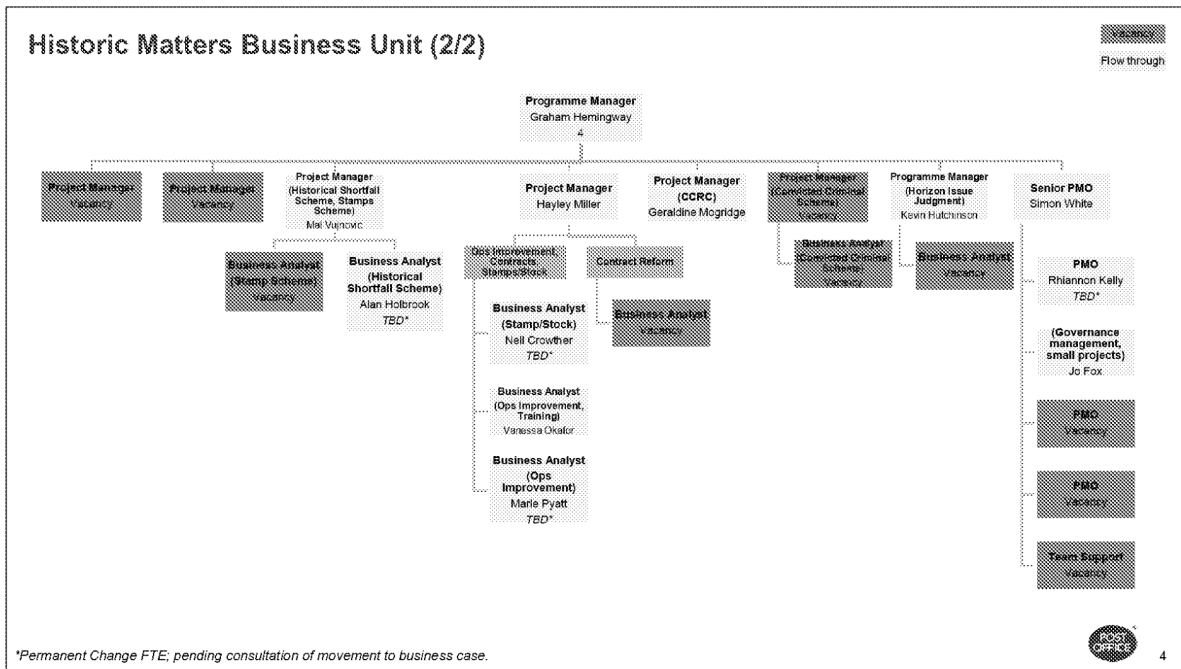 Historic Matters Business Unit (2/2)
Vacancy
Flow through
Programme Manager
Graham Hemingway
4
Project Manager
Vacancy
Project Manager
Vacancy
Project Manager
(Historical Shortfall
Scheme, Stamps
Scheme)
Mel Vujnovic
Project Manager
Hayley Miller
Project Manager
(CCRC)
Geraldine Mogridge
Project Manager
(Convicted Criminal
Scheme)
Vacancy
Programme Manager
(Horizon Issue
Judgment)
Kevin Hutchinson
Senior PMO
Simon White
Business Analyst
(Stamp Scheme)
Vacancy
Business Analyst
(Historical
Shortfall Scheme)
Alan Holbrook
TBD*
Ops Improvement,
Contracts,
Stamps/Stock
Contract Reform
Business Analyst
(Convicted Criminal
Scheme)
Vacancy
Business Analyst
Vacancy
PMO
Rhiannon Kelly
TBD*
Business Analyst
(Stamp/Stock)
Neil Crowther
TBD*
Business Analyst
Vacancy
(Governance
management,
small projects)
Jo Fox
Business Analyst
(Ops Improvement,
Training)
Vanessa Okafor
PMO
Vacancy
Business Analyst
(Ops
Improvement)
Marie Pyatt
TBD*
PMO
Vacancy
Team Support
Vacancy
*Permanent Change FTE; pending consultation of movement to business case.
POST
OFFICE
4